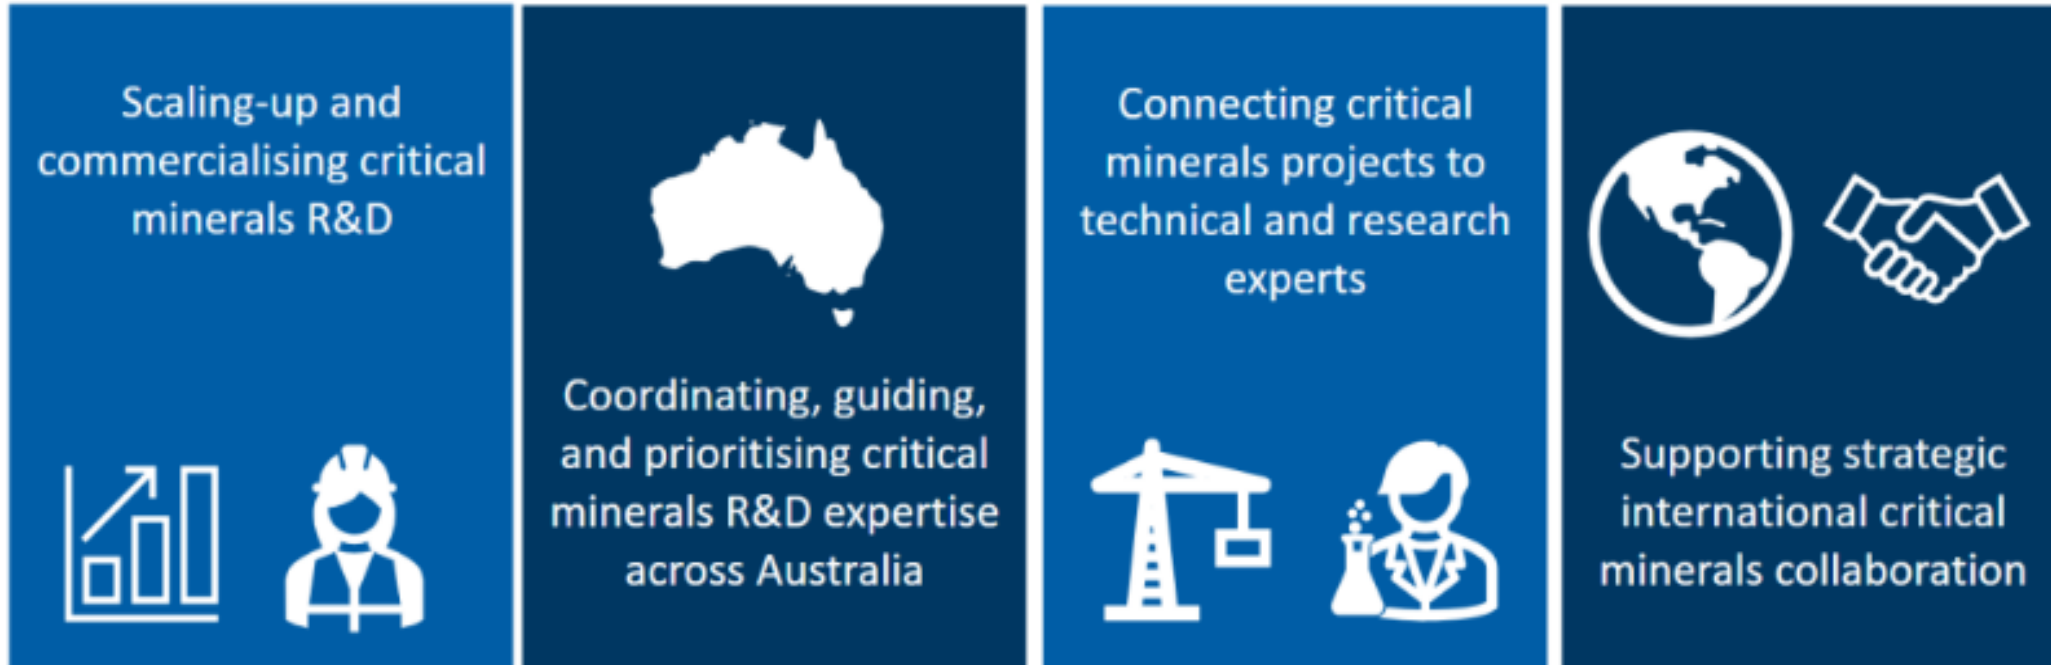 Scaling-up and
commercialising critical
minerals R&D
Coordinating, guiding,
and prioritising critical
minerals R&D expertise
across Australia
Connecting critical
minerals projects to
technical and research
experts
Supporting strategic
international critical
minerals collaboration